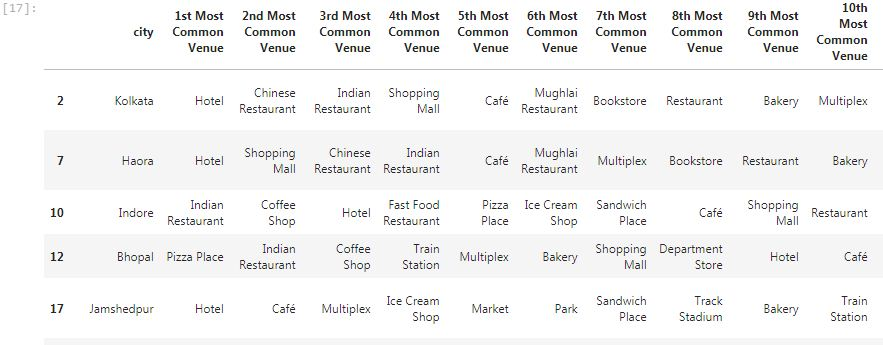 [17]:
city 1st Most Common Venue 2nd Most Common Venue 3rd Most Common Venue 4th Most Common Venue 5th Most Common Venue 6th Most Common Venue 7th Most Common Venue 8th Most Common Venue 9th Most Common Venue 10th Most Common Venue
2 Kolkata Hotel Chinese Restaurant Indian Restaurant Shopping Mall Café Mughlai Restaurant Bookstore Restaurant Bakery Multiplex
7 Haora Hotel Shopping Mall Chinese Restaurant Indian Restaurant Café Mughlai Restaurant Multiplex Bookstore Restaurant Bakery
10 Indore Indian Restaurant Coffee Shop Hotel Fast Food Restaurant Pizza Place Ice Cream Shop Sandwich Place Café Shopping Mall Restaurant
12 Bhopal Pizza Place Indian Restaurant Coffee Shop Train Station Multiplex Bakery Shopping Mall Department Store Hotel Café
17 Jamshedpur Hotel Café Multiplex Ice Cream Shop Market Park Sandwich Place Track Stadium Bakery Train Station